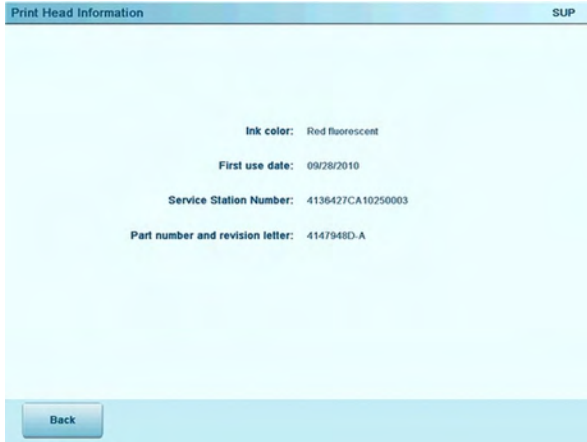 Print Head Information SUP
Ink color: Red fluorescent
First use date: 09/28/2010
Service Station Number: 4136427CA10250003
Part number and revision letter: 4147948D-A
Back